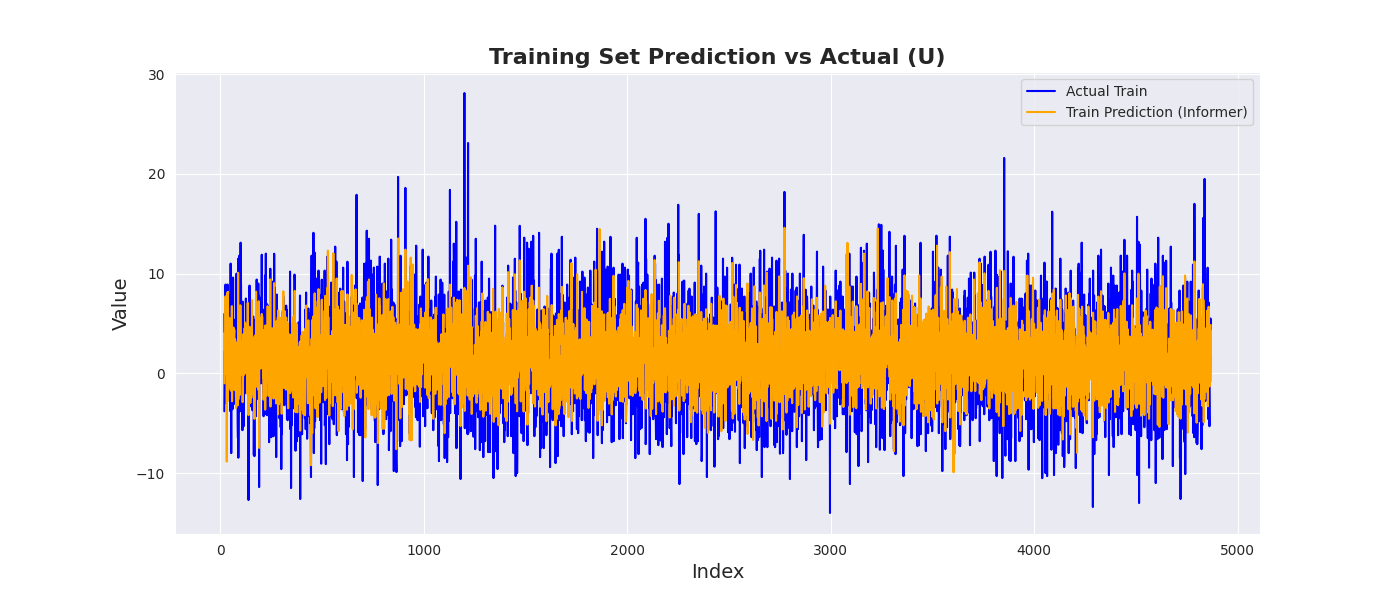 Training Set Prediction vs Actual (U)
30
20
10
0
−10
Value
Actual Train
Train Prediction (Informer)
0
1000
2000
3000
4000
5000
Index